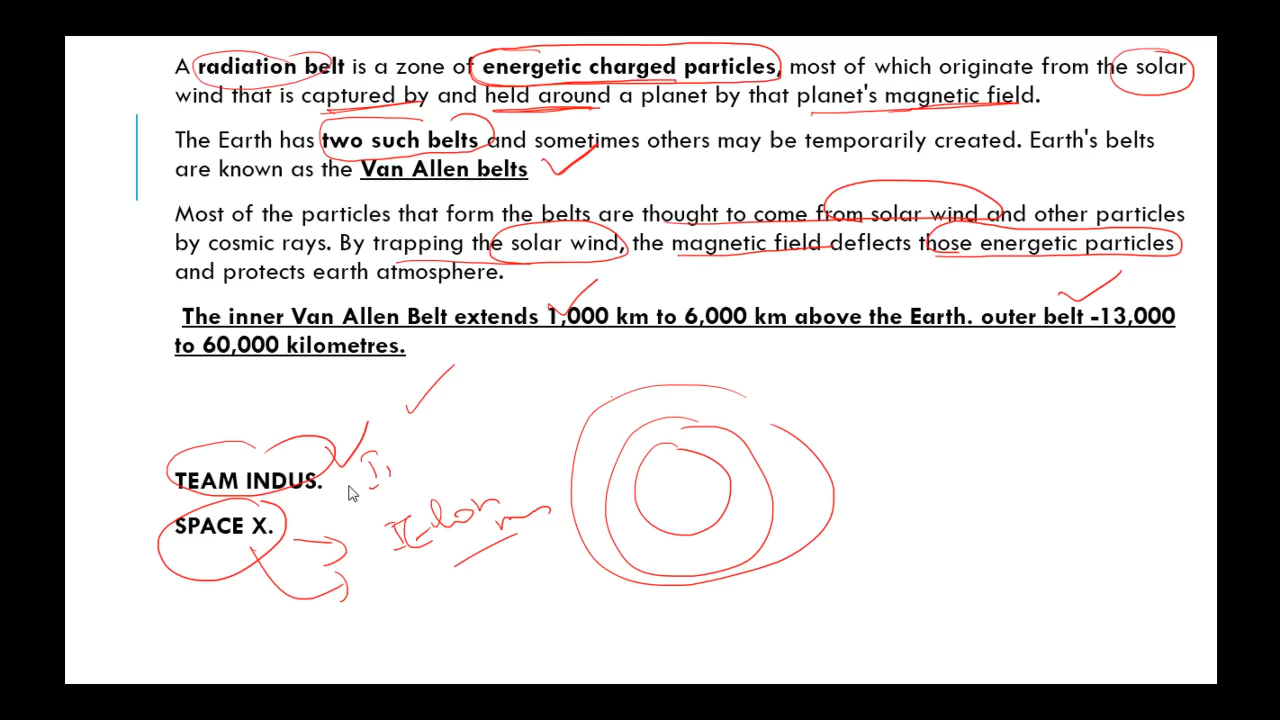 A radiation belt is a zone of energetic charged particles, most of which originate from the solar
wind that is captured by and held around a planet by that planet's magnetic field.
The Earth has two such belts and sometimes others may be temporarily created. Earth's belts
are known as the Van Allen belts
Most of the particles that form the belts are thought to come from solar wind and other particles
by cosmic rays. By trapping the solar wind, the magnetic field deflects those energetic particles
and protects earth atmosphere.
The inner Van Allen Belt extends 1,000 km to 6,000 km above the Earth. outer belt -13,000
to 60,000 kilometres.
TEAM INDUS.
SPACE X.